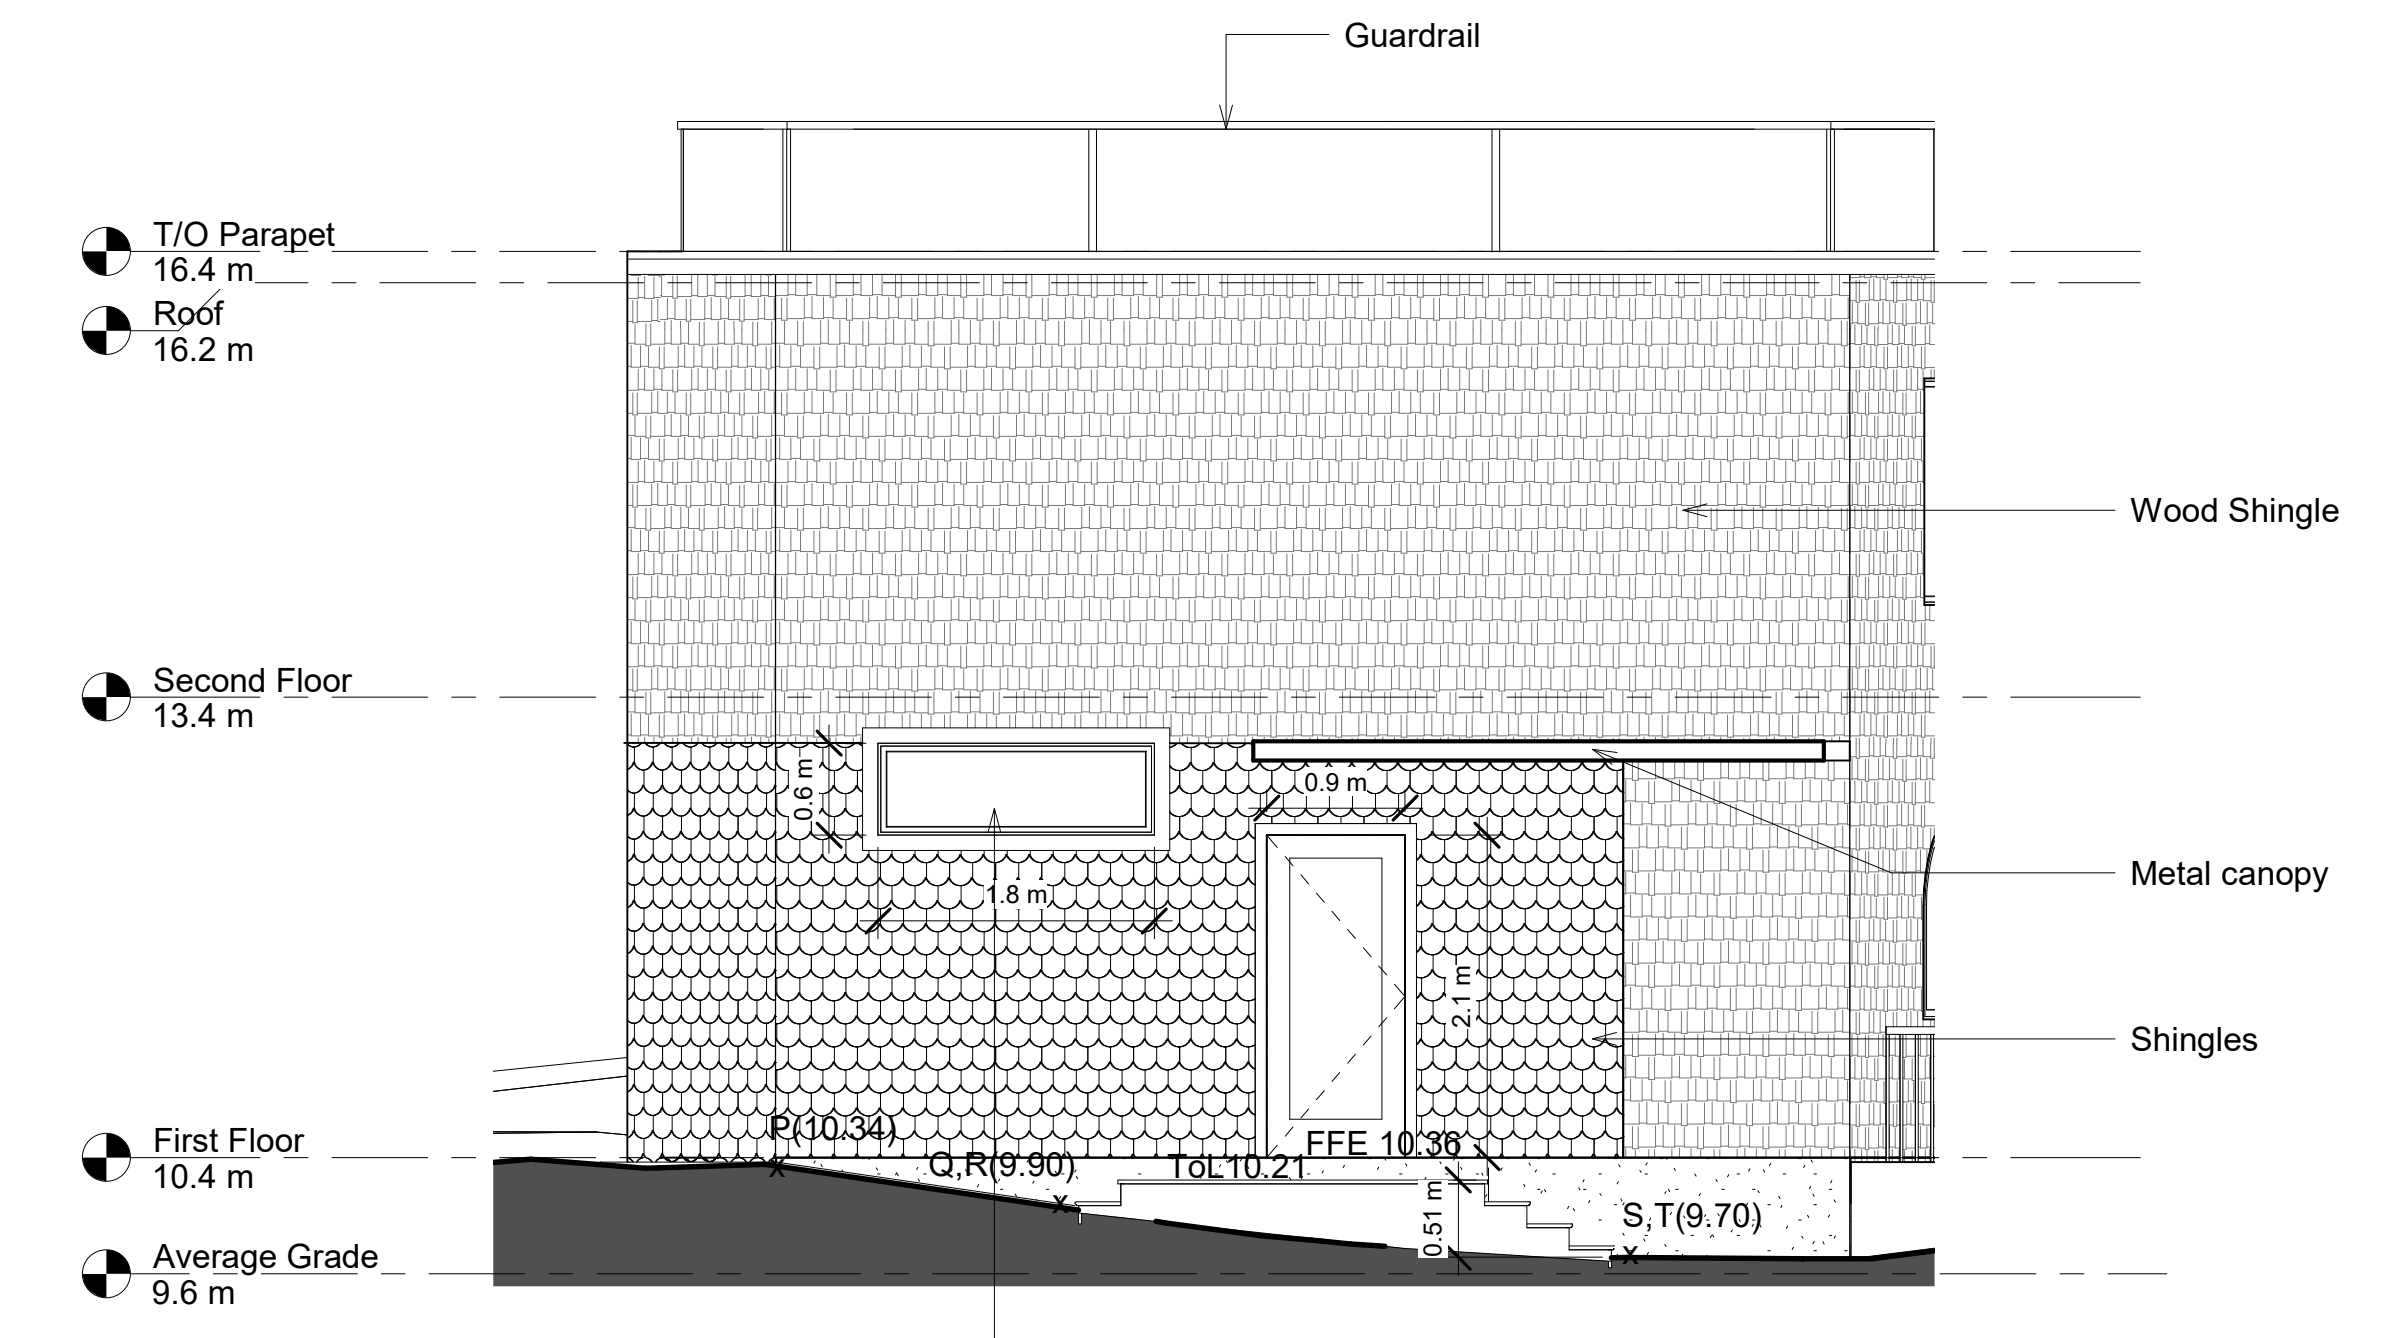 Guardrail
T/O Parapet
16.4 m
Roof
16.2 m
Wood Shingle
Second Floor
13.4 m
0.6 m
0.9 m
Metal canopy
1.8 m
2.1 m
Shingles
P(10.34)
x
First Floor
10.4 m
FFE 10.36
Q,R(9.90)
x
ToL10.21
0.51 m
S,T(9.70)
x
Average Grade
9.6 m